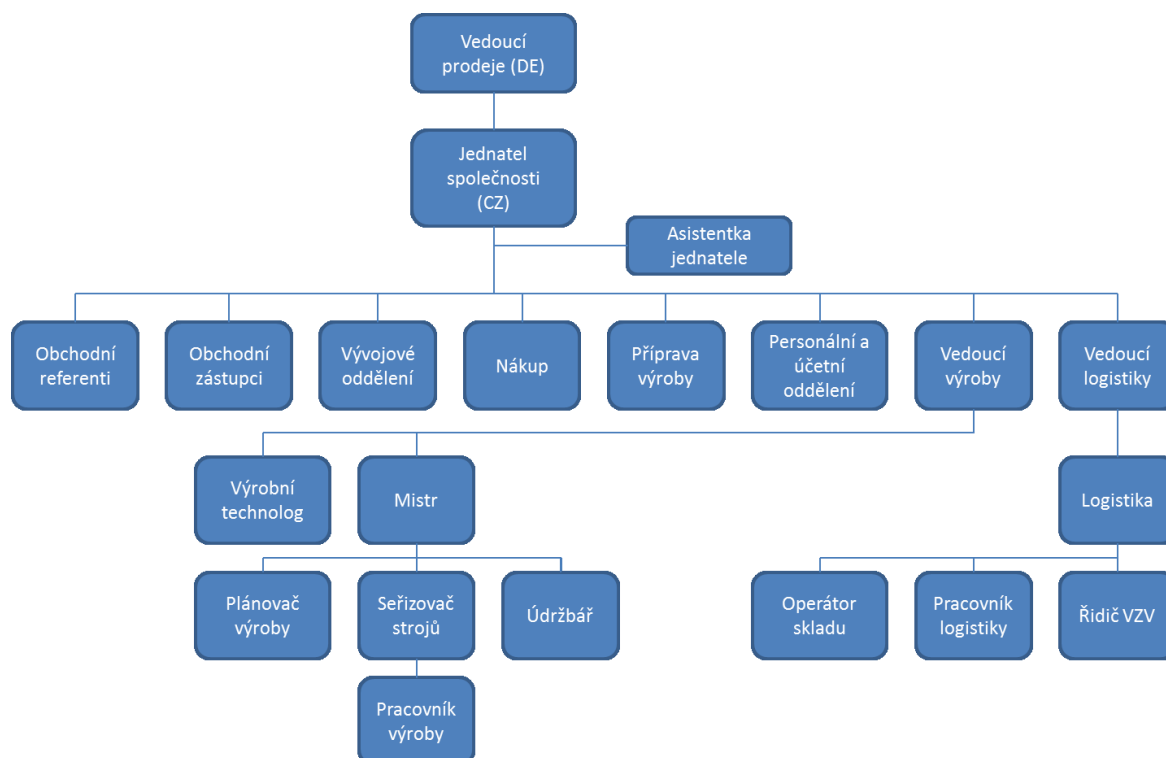 Vedoucí
prodeje (DE)
Jednatel
společnosti
(CZ)
Asistentka
jednatele
Obchodní
referenti
Obchodní
zástupci
Vývojové
oddělení
Nákup
Příprava
výroby
Personální a
účetní
oddělení
Vedoucí
výroby
Vedoucí
logistiky
Výrobní
technolog
Mistr
Logistika
Plánovač
výroby
Seřizovač
strojů
Údržbář
Operátor
skladu
Pracovník
logistiky
Řidič VZV
Pracovník
výroby